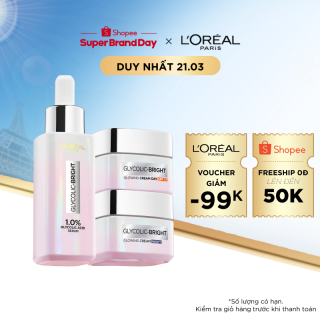 Shopee
Super Brand Day
×
L'ORÉAL
PARIS
DUY NHẤT 21.03
GLYCOLIC-BRIGHT
1.0%
GLYCOLIC ACID
SERUM
GLYCOLIC-BRIGHT
GLOWING CREAM DAY
GLYCOLIC-BRIGHT
GLOWING CREAM NIGHT
L'ORÉAL
PARIS
VOUCHER
GIẢM
-99K
Shopee
FREESHIP 0Đ
LÊN ĐẾN
50K
*Số lượng có hạn.
Kiểm tra giỏ hàng trước khi thanh toán